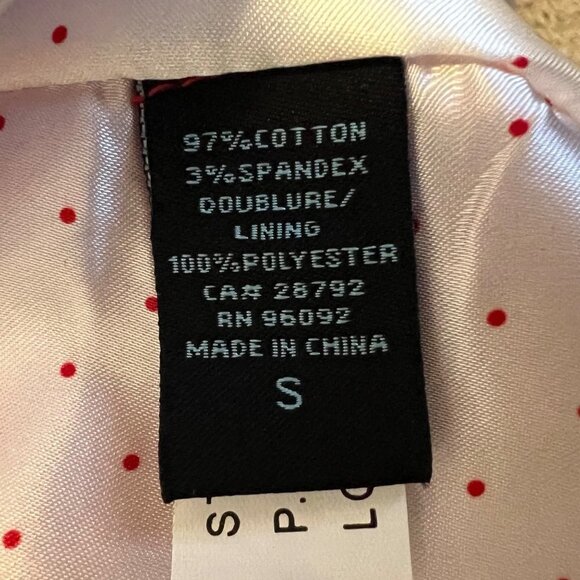 97%COTTON
3%SPANDEX
DOUBLURE/
LINING
100%POLYESTER
CA# 28792
RN 96092
MADE IN CHINA
S
P.